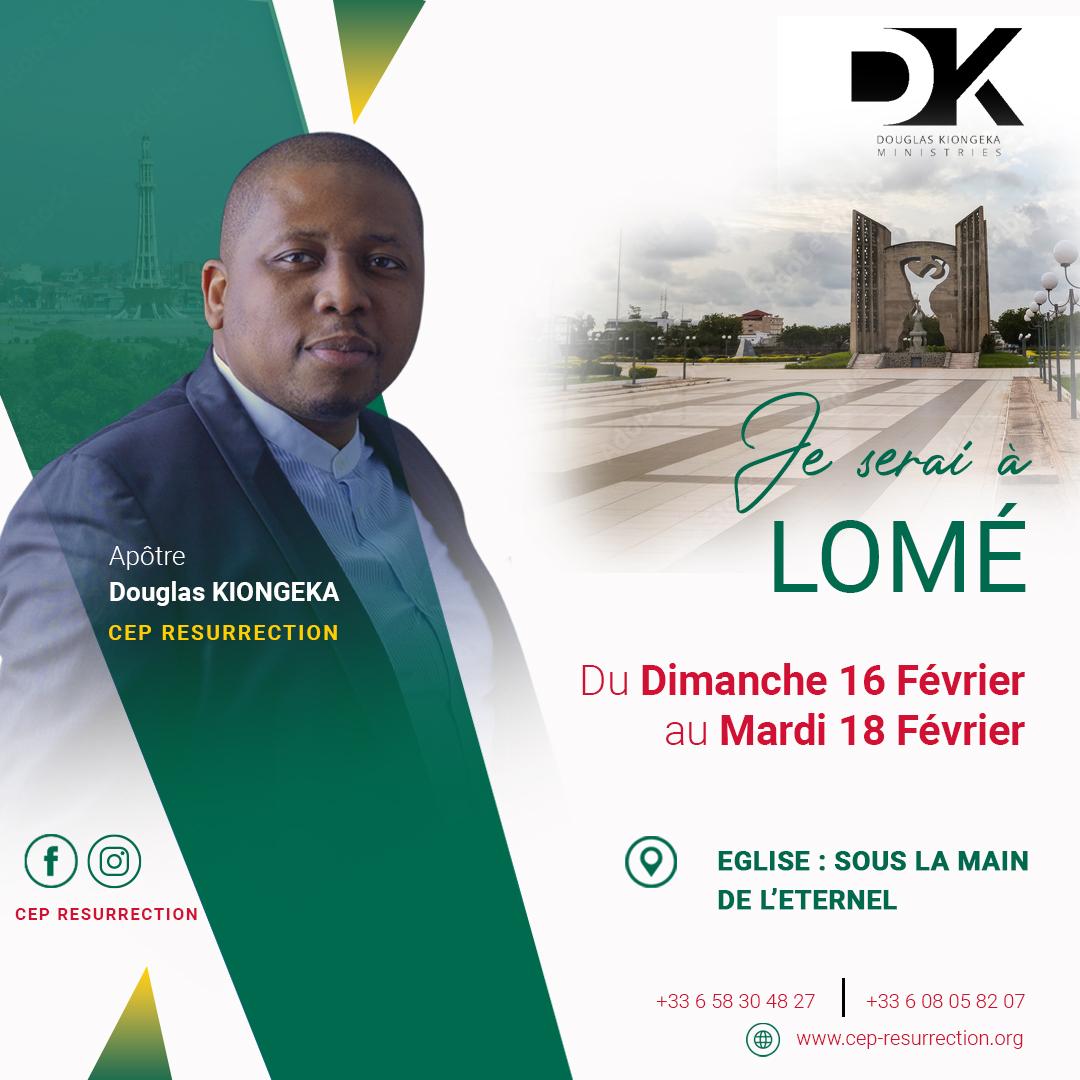 DK
DOUGLAS KIONGEKA
MINISTRIES
Je serai à
LOMÉ
Apôtre
Douglas KIONGEKA
CEP RESURRECTION
Du Dimanche 16 Février
au Mardi 18 Février
EGLISE : SOUS LA MAIN
DE L’ETERNEL
CEP RESURRECTION
+33 6 58 30 48 27 | +33 6 08 05 82 07
www.cep-resurrection.org